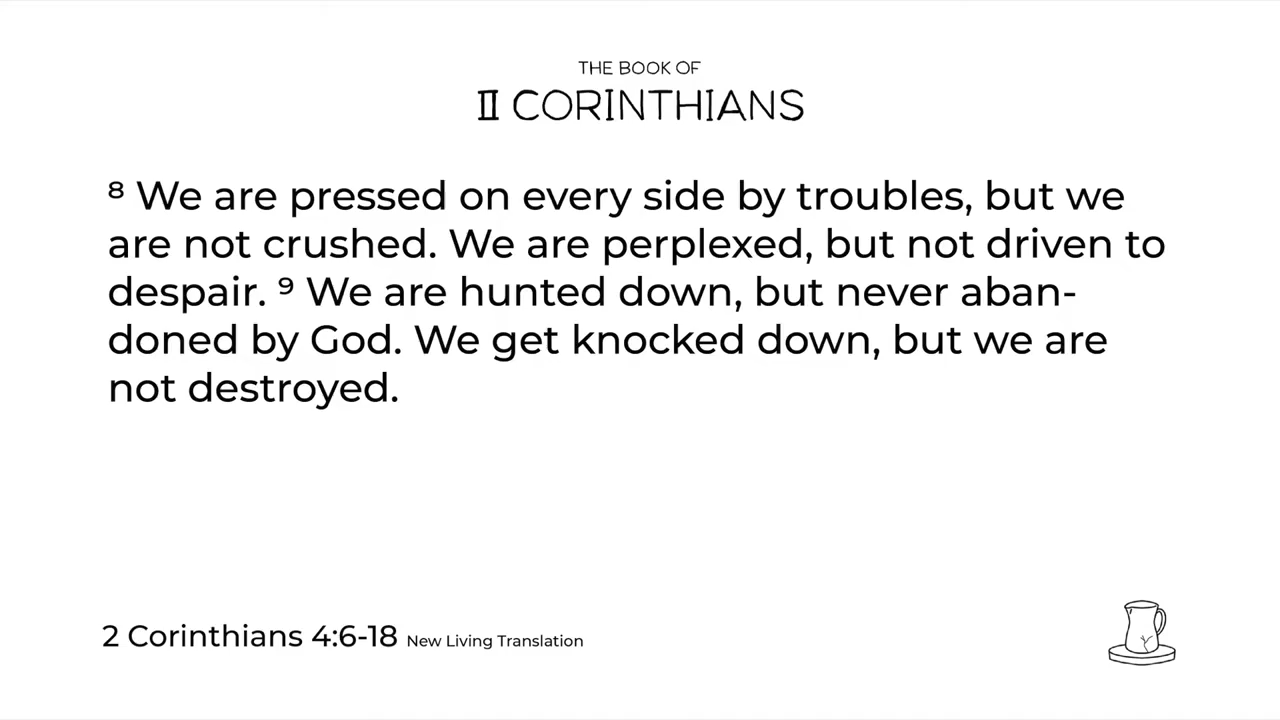 THE BOOK OF
II CORINTHIANS
⁸ We are pressed on every side by troubles, but we
are not crushed. We are perplexed, but not driven to
despair. ⁹ We are hunted down, but never aban-
doned by God. We get knocked down, but we are
not destroyed.
2 Corinthians 4:6-18 New Living Translation